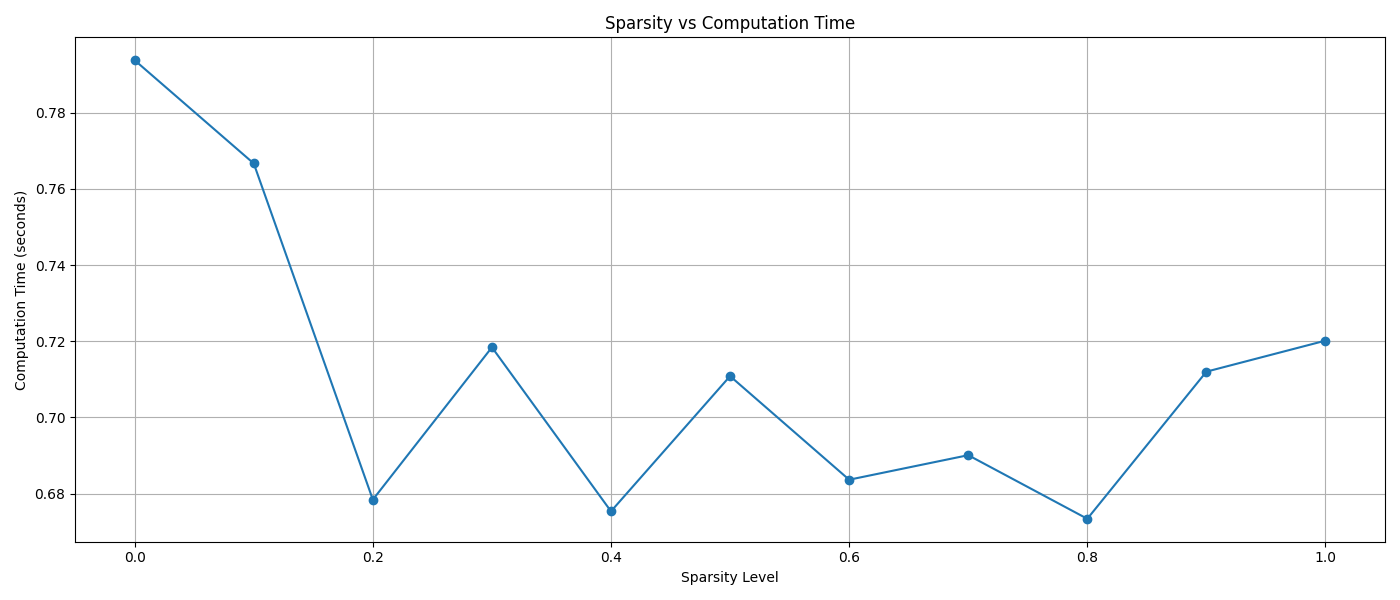 Sparsity vs Computation Time
Computation Time (seconds)
0.78
0.76
0.74
0.72
0.70
0.68
0.0 0.2 0.4 0.6 0.8 1.0
Sparsity Level